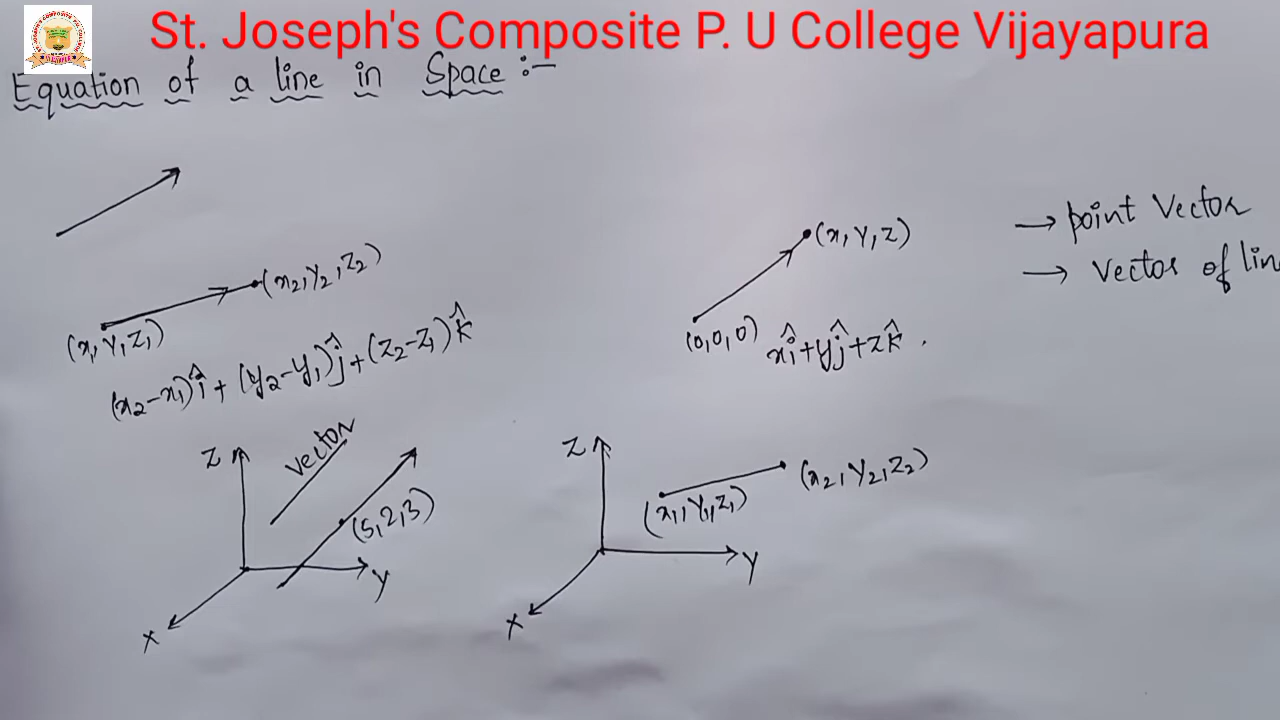 St. Joseph's Composite P. U College Vijayapura
Equation of a line in Space :-
(x₂, y₂, z₂)
(x, y, z₁)
(x₂-x₁)î + (y₂-y₁)ĵ + (z₂-z₁)k̂
(x, y, z)
(0,0,0)
xî + yĵ + zk̂ .
→ point Vector
→ Vector of lin
Z
vector
(5,2,3)
Y
X
Z
(x₁, y₁, z₁)
(x₂, y₂, z₂)
Y
X